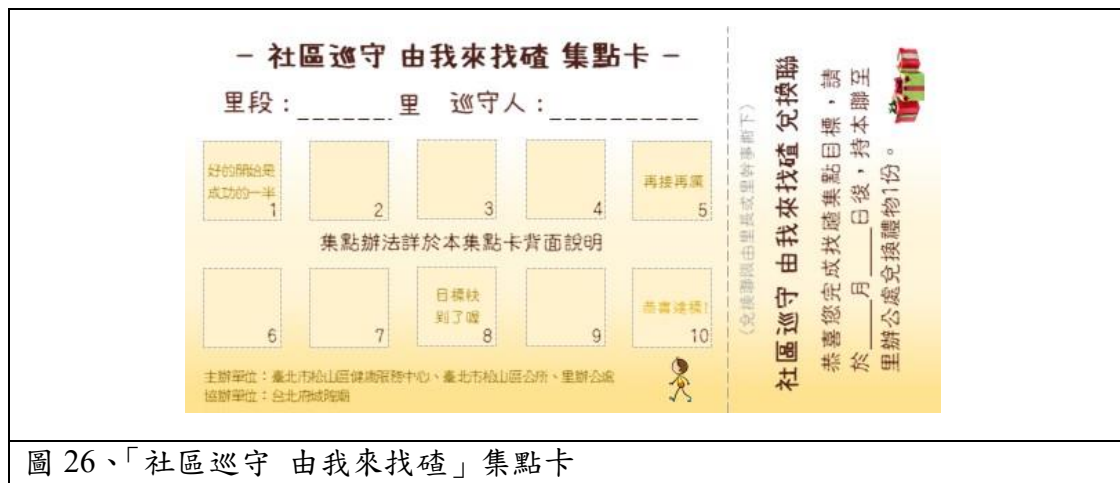 – 社區巡守 由我來找碴 集點卡 –
里段：______里 巡守人：__________
好的開始是
成功的一半
1
2
3
4
再接再厲
5
集點辦法詳於本集點卡背面說明
6
7
目標快
到了喔
8
9
恭喜達標!
10
主辦單位：臺北市松山區健康服務中心、臺北市松山區公所、里辦公處
協辦單位：台北府城隍廟
（兌換聯限由里長或里幹事撕下）
社區巡守 由我來找碴 兌換聯
恭喜您完成找碴集點目標，請
於____月____日後，持本聯至
里辦公處兌換禮物1份。
圖 26、「社區巡守 由我來找碴」集點卡